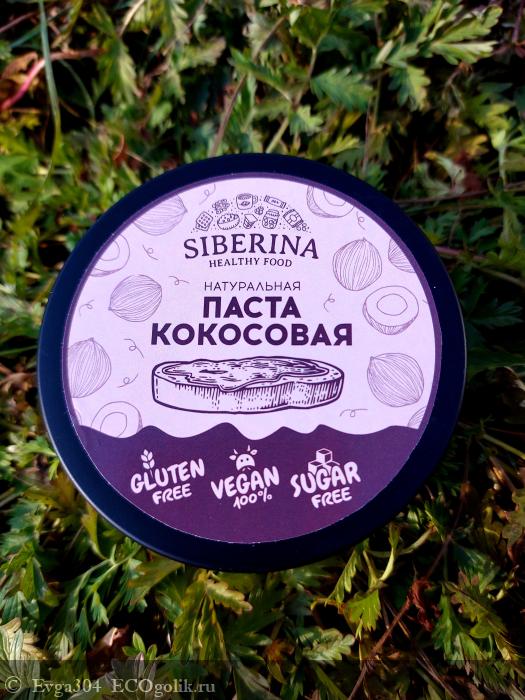 SIBERINA
HEALTHY FOOD
НАТУРАЛЬНАЯ
ПАСТА
КОКОСОВАЯ
GLUTEN FREE
VEGAN 100%
SUGAR FREE
Evga304 ECOgolik.ru